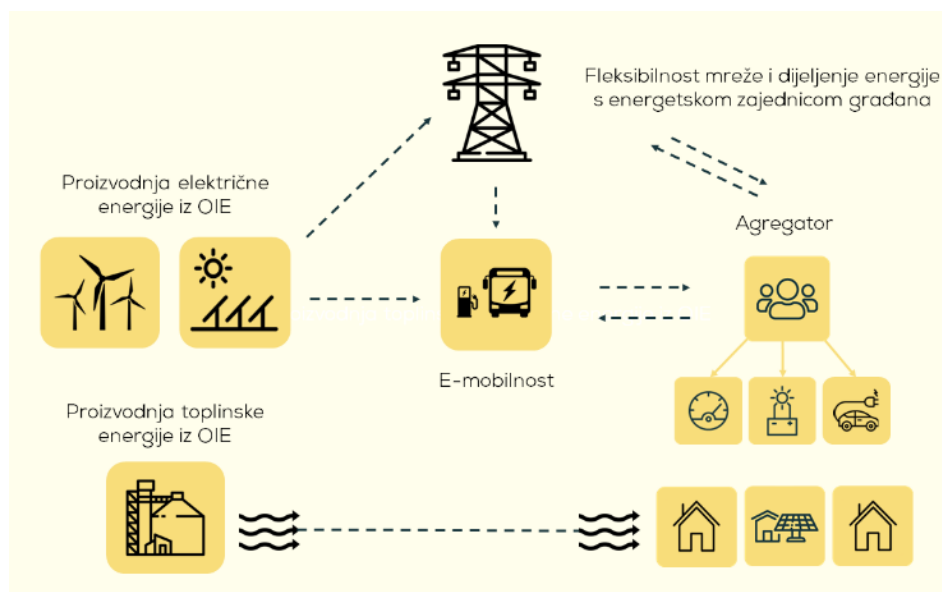 Fleksibilnost mreže i dijeljenje energije
s energetskom zajednicom građana
Proizvodnja električne
energije iz OIE
Agregator
E-mobilnost
Proizvodnja toplinske
energije iz OIE